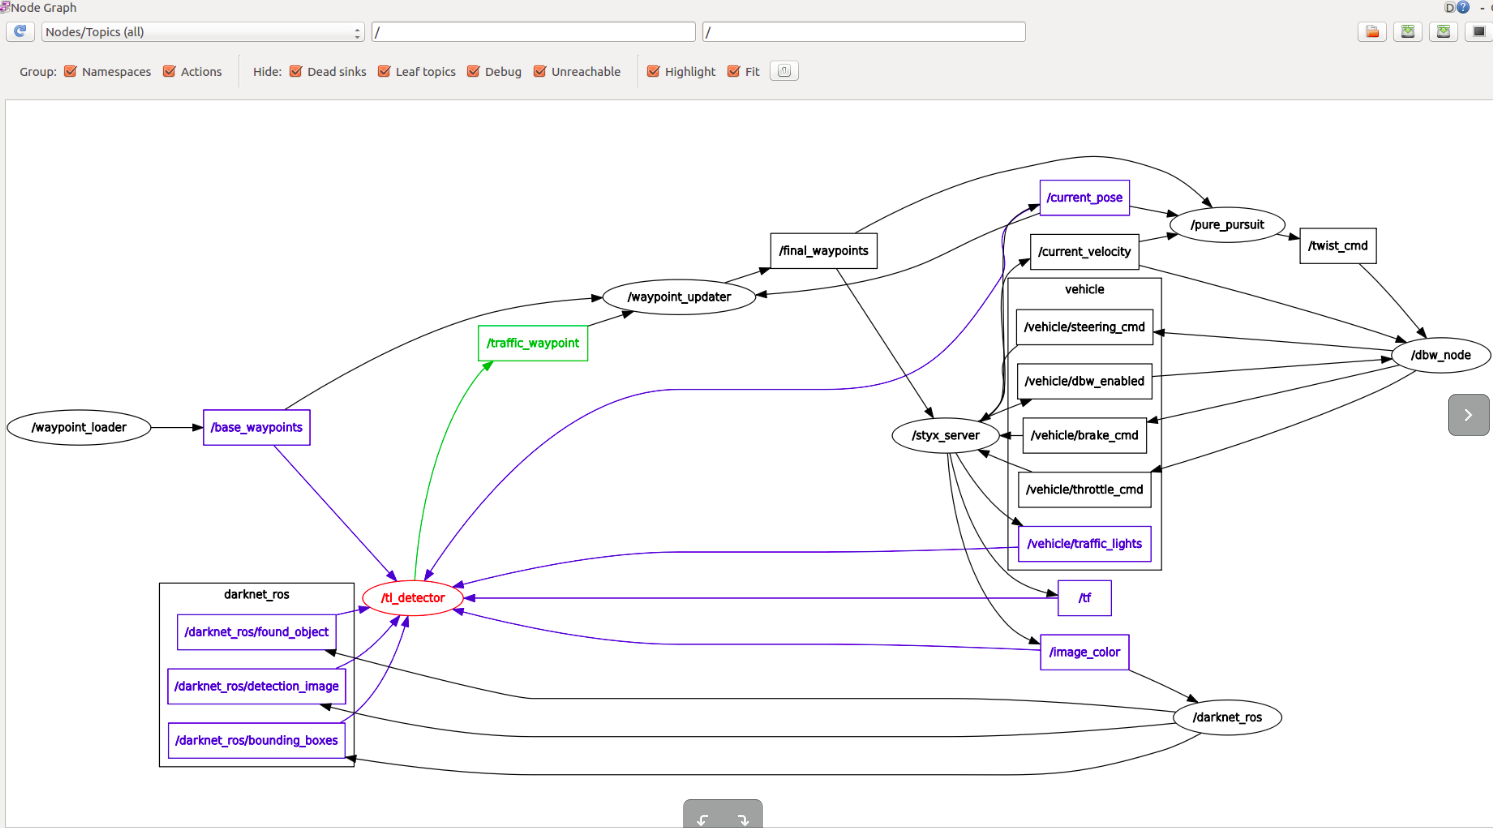 Node Graph
D
Nodes/Topics (all)
/
/
Group:
Namespaces
Actions
Hide:
Dead sinks
Leaf topics
Debug
Unreachable
Highlight
Fit
/current_pose
/pure_pursuit
/final_waypoints
/current_velocity
/twist_cmd
vehicle
/waypoint_updater
/vehicle/steering_cmd
/traffic_waypoint
/dbw_node
/vehicle/dbw_enabled
/waypoint_loader
/base_waypoints
/styx_server
/vehicle/brake_cmd
/vehicle/throttle_cmd
/vehicle/traffic_lights
darknet_ros
/tl_detector
/tf
/darknet_ros/found_object
/image_color
/darknet_ros/detection_image
/darknet_ros
/darknet_ros/bounding_boxes